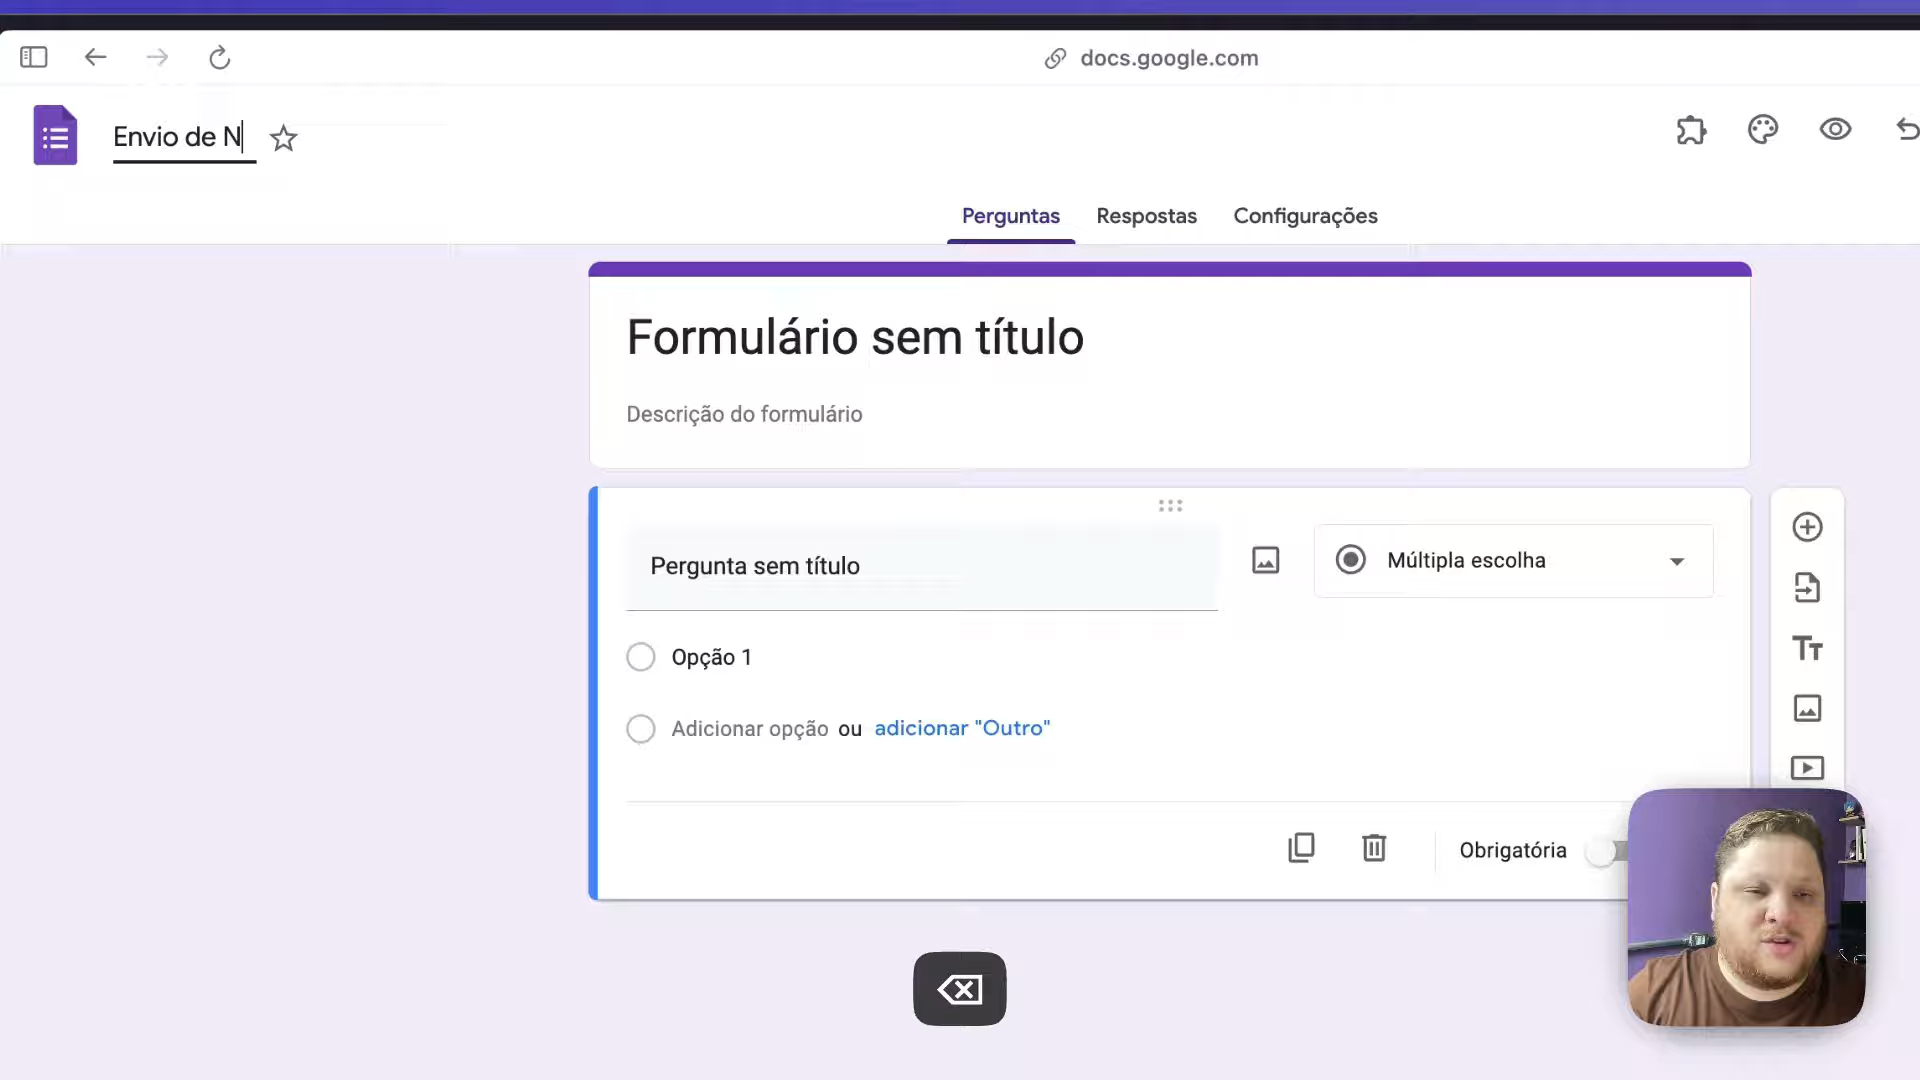 docs.google.com
Envio de N
Perguntas
Respostas
Configurações
Formulário sem título
Descrição do formulário
Pergunta sem título
Múltipla escolha
Opção 1
Adicionar opção ou adicionar "Outro"
Obrigatória